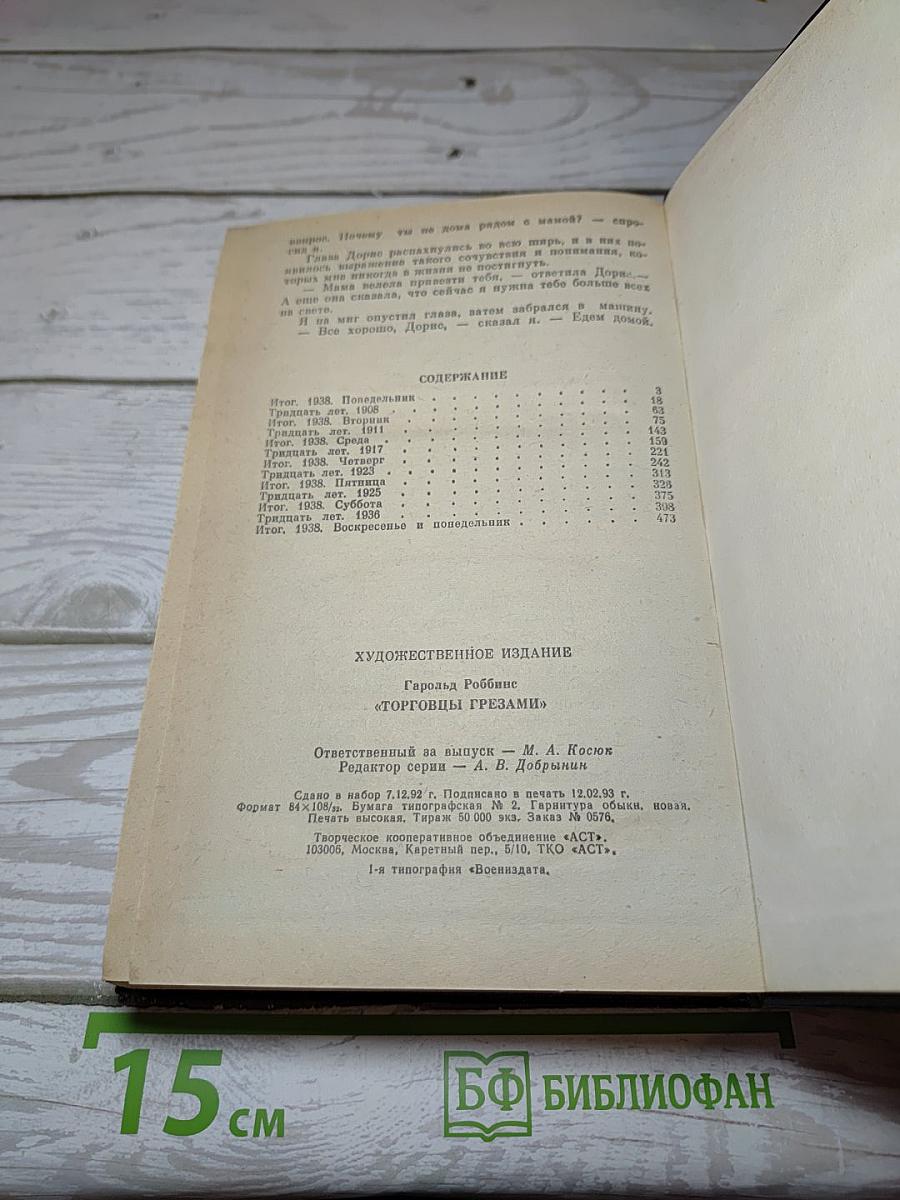 вопрос. Почему ты не дома рядом с мамой? — спро-
сил я.
Глаза Дорис распахнулись во всю ширь, и в них по-
явилось выражение такого сочувствия и понимания, ко-
торых мне никогда в жизни не постигнуть.
— Мама велела привезти тебя, — ответила Дорис.—
А еще она сказала, что сейчас я нужна тебе больше всех
на свете.
Я на миг опустил глаза, затем забрался в машину.
— Все хорошо, Дорис, — сказал я. — Едем домой.
СОДЕРЖАНИЕ
Итог. 1938. Понедельник . . . . . . . . . . 3
Тридцать лет. 1908 . . . . . . . . . . 18
Итог. 1938. Вторник . . . . . . . . . . 63
Тридцать лет. 1911 . . . . . . . . . . 75
Итог. 1938. Среда . . . . . . . . . . 143
Тридцать лет. 1917 . . . . . . . . . . 159
Итог. 1938. Четверг . . . . . . . . . . 221
Тридцать лет. 1923 . . . . . . . . . . 242
Итог. 1938. Пятница . . . . . . . . . . 313
Тридцать лет. 1925 . . . . . . . . . . 328
Итог. 1938. Суббота . . . . . . . . . . 375
Тридцать лет. 1936 . . . . . . . . . . 398
Итог. 1938. Воскресенье и понедельник . . . . . . 473
ХУДОЖЕСТВЕННОЕ ИЗДАНИЕ
Гарольд Роббинс
«ТОРГОВЦЫ ГРЕЗАМИ»
Ответственный за выпуск — М. А. Косюк
Редактор серии — А. В. Добрынин
Сдано в набор 7.12.92 г. Подписано в печать 12.02.93 г.
Формат 84×108/32. Бумага типографская № 2. Гарнитура обыкн. новая.
Печать высокая. Тираж 50 000 экз. Заказ № 0576.
Творческое кооперативное объединение «АСТ».
103006, Москва, Каретный пер., 5/10, ТКО «АСТ».
1-я типография «Воениздата.
15 см
БФ БИБЛИОФАН